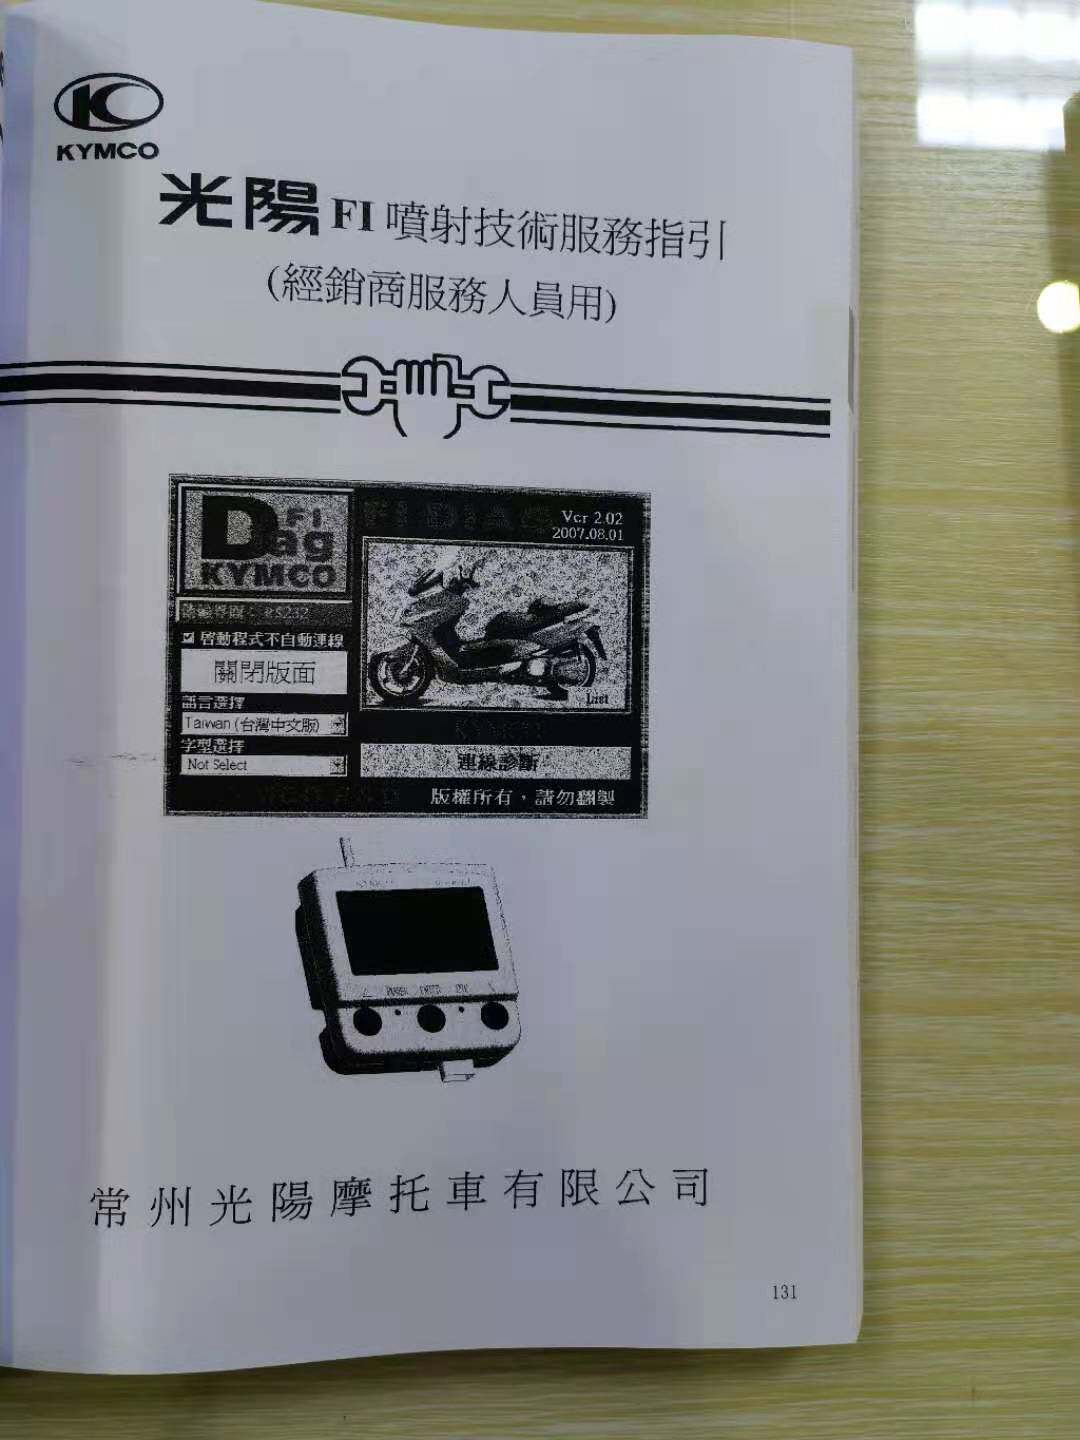 KYMCO
光陽 FI 噴射技術服務指引
(經銷商服務人員用)
FI
Dag
KYMCO
Ver 2.02
2007.08.01
RS232
啓動程式不自動連線
關閉版面
語言選擇
Taiwan (台灣中文版)
字型選擇
Not Select
KYMCO
連線診斷
版權所有，請勿翻製
常州光陽摩托車有限公司
131